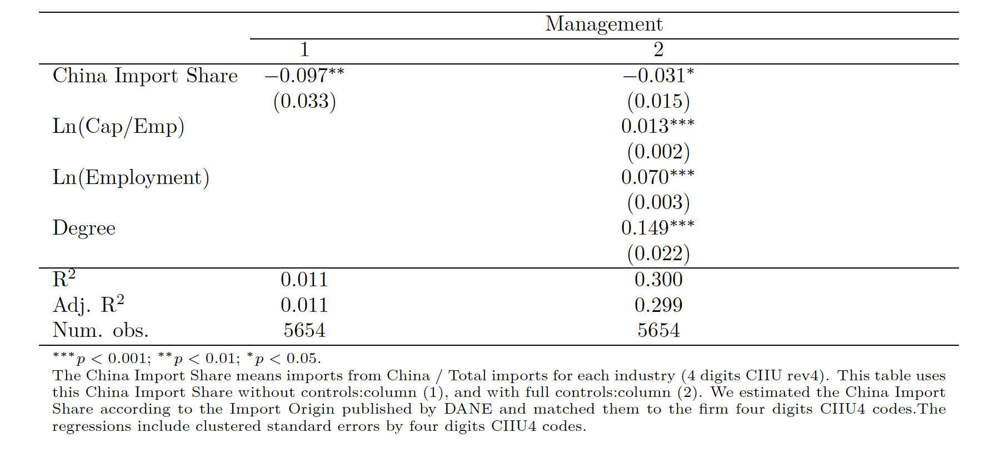 Management
1 2
China Import Share −0.097** −0.031*
(0.033) (0.015)
Ln(Cap/Emp) 0.013***
(0.002)
Ln(Employment) 0.070***
(0.003)
Degree 0.149***
(0.022)
R² 0.011 0.300
Adj. R² 0.011 0.299
Num. obs. 5654 5654
***p < 0.001; **p < 0.01; *p < 0.05.
The China Import Share means imports from China / Total imports for each industry (4 digits CIIU rev4). This table uses
this China Import Share without controls:column (1), and with full controls:column (2). We estimated the China Import
Share according to the Import Origin published by DANE and matched them to the firm four digits CIIU4 codes.The
regressions include clustered standard errors by four digits CIIU4 codes.